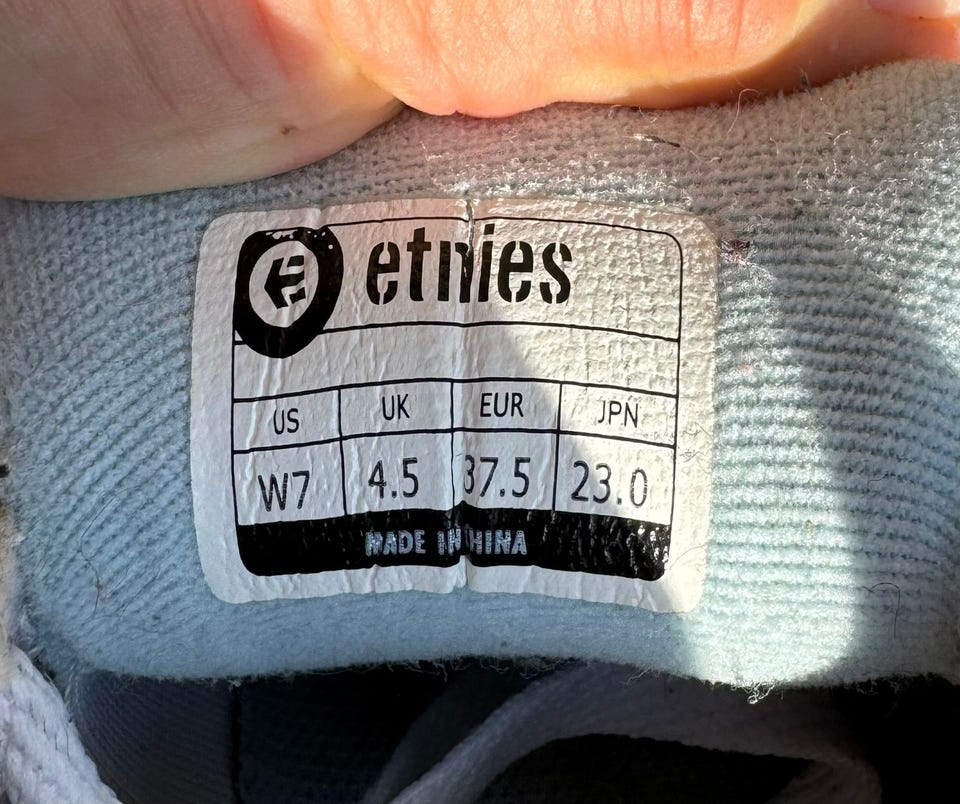 etnies
US UK EUR JPN
W7 4.5 37.5 23.0
MADE IN CHINA